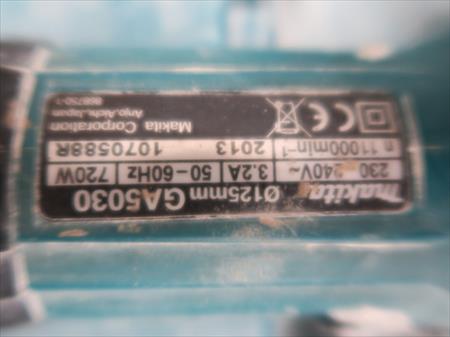 makita Ø125mm GA5030
230-240V~ 3.2A 50-60Hz 720W
n 11000min⁻¹ 2013 1070588R
Makita Corporation
Anjo, Aichi, Japan